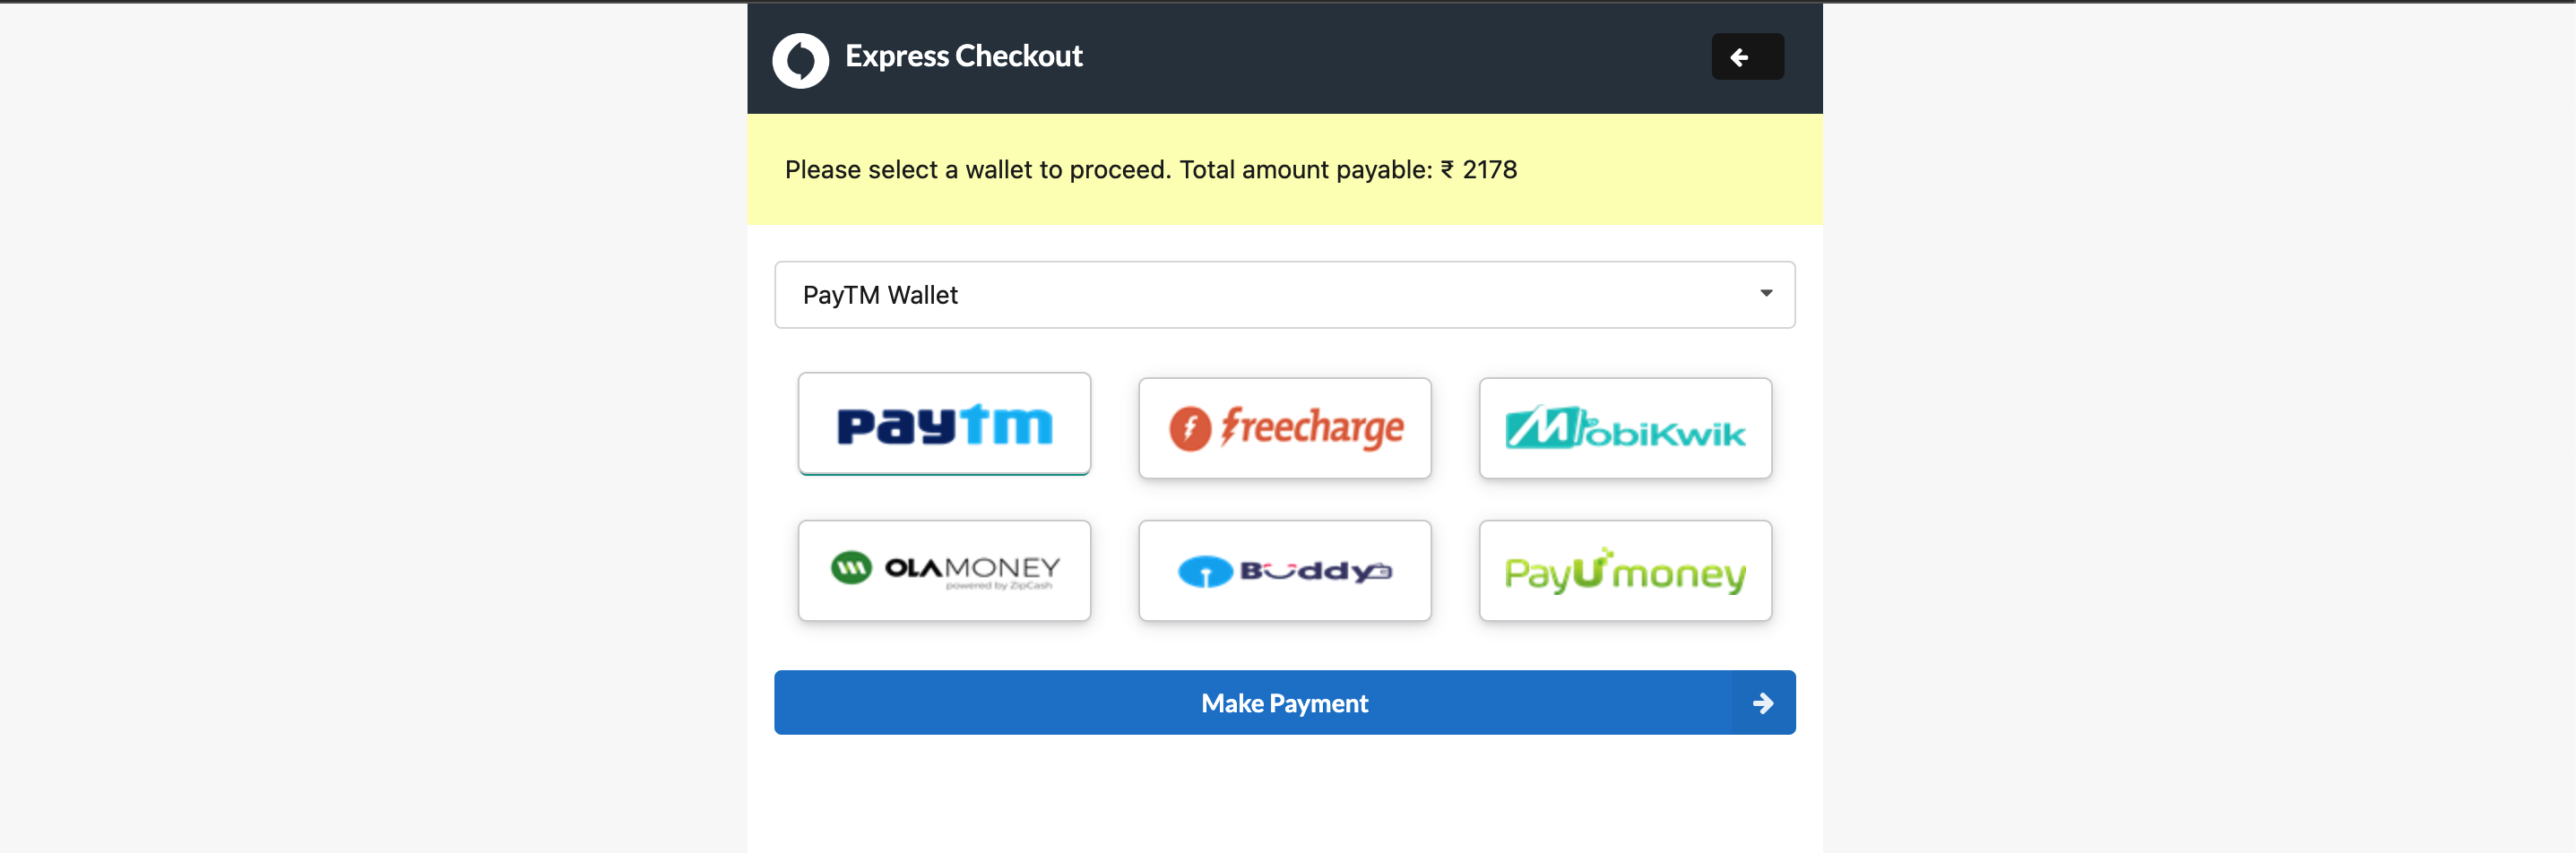 Express Checkout
Please select a wallet to proceed. Total amount payable: ₹ 2178
PayTM Wallet
paytm
freecharge
MobiKwik
OLAMONEY
powered by ZipCash
Buddy
PayUmoney
Make Payment